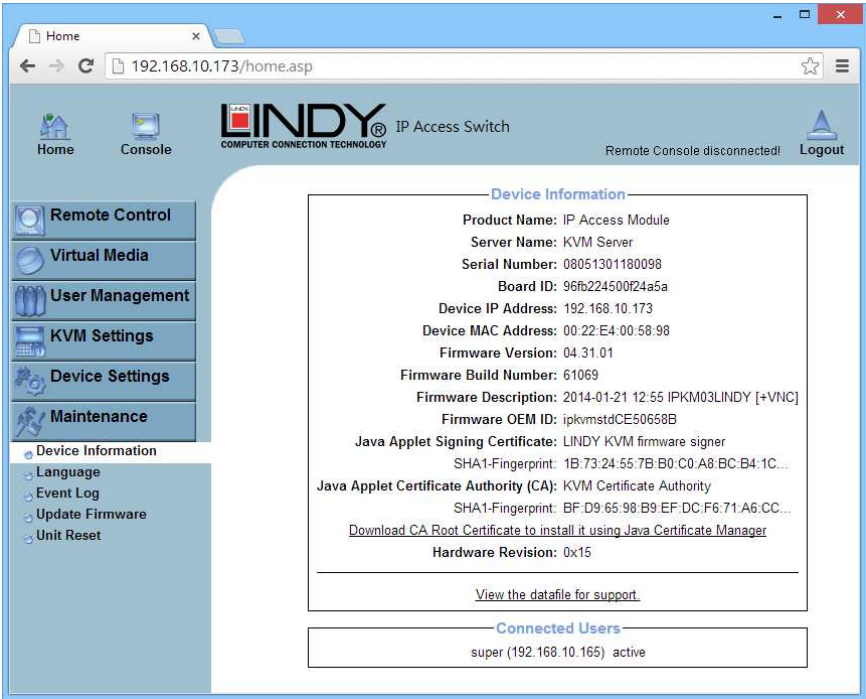 Home
192.168.10.173/home.asp
Home
Console
LINDY®
COMPUTER CONNECTION TECHNOLOGY
IP Access Switch
Remote Console disconnected!
Logout
Remote Control
Virtual Media
User Management
KVM Settings
Device Settings
Maintenance
Device Information
Language
Event Log
Update Firmware
Unit Reset
Device Information
Product Name: IP Access Module
Server Name: KVM Server
Serial Number: 08051301180098
Board ID: 96fb224500f24a5a
Device IP Address: 192.168.10.173
Device MAC Address: 00:22:E4:00:58:98
Firmware Version: 04.31.01
Firmware Build Number: 61069
Firmware Description: 2014-01-21 12:55 IPKM03LINDY [+VNC]
Firmware OEM ID: ipkvmstdCE50658B
Java Applet Signing Certificate: LINDY KVM firmware signer
SHA1-Fingerprint: 1B:73:24:55:7B:B0:C0:A8:BC:B4:1C...
Java Applet Certificate Authority (CA): KVM Certificate Authority
SHA1-Fingerprint: BF:D9:65:98:B9:EF:DC:F6:71:A6:CC...
Download CA Root Certificate to install it using Java Certificate Manager
Hardware Revision: 0x15
View the datafile for support.
Connected Users
super (192.168.10.165) active